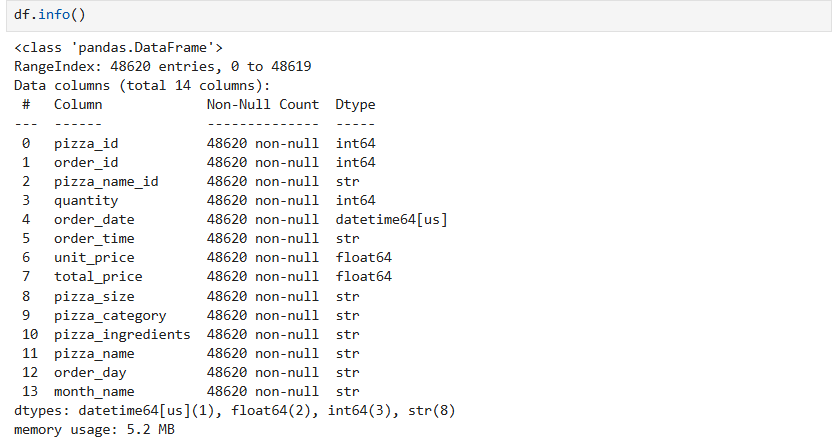 df.info()
<class 'pandas.DataFrame'>
RangeIndex: 48620 entries, 0 to 48619
Data columns (total 14 columns):
 #   Column             Non-Null Count  Dtype
---  ------             --------------  -----
 0   pizza_id           48620 non-null  int64
 1   order_id           48620 non-null  int64
 2   pizza_name_id      48620 non-null  str
 3   quantity           48620 non-null  int64
 4   order_date         48620 non-null  datetime64[us]
 5   order_time         48620 non-null  str
 6   unit_price         48620 non-null  float64
 7   total_price        48620 non-null  float64
 8   pizza_size         48620 non-null  str
 9   pizza_category     48620 non-null  str
 10  pizza_ingredients  48620 non-null  str
 11  pizza_name         48620 non-null  str
 12  order_day          48620 non-null  str
 13  month_name         48620 non-null  str
dtypes: datetime64[us](1), float64(2), int64(3), str(8)
memory usage: 5.2 MB